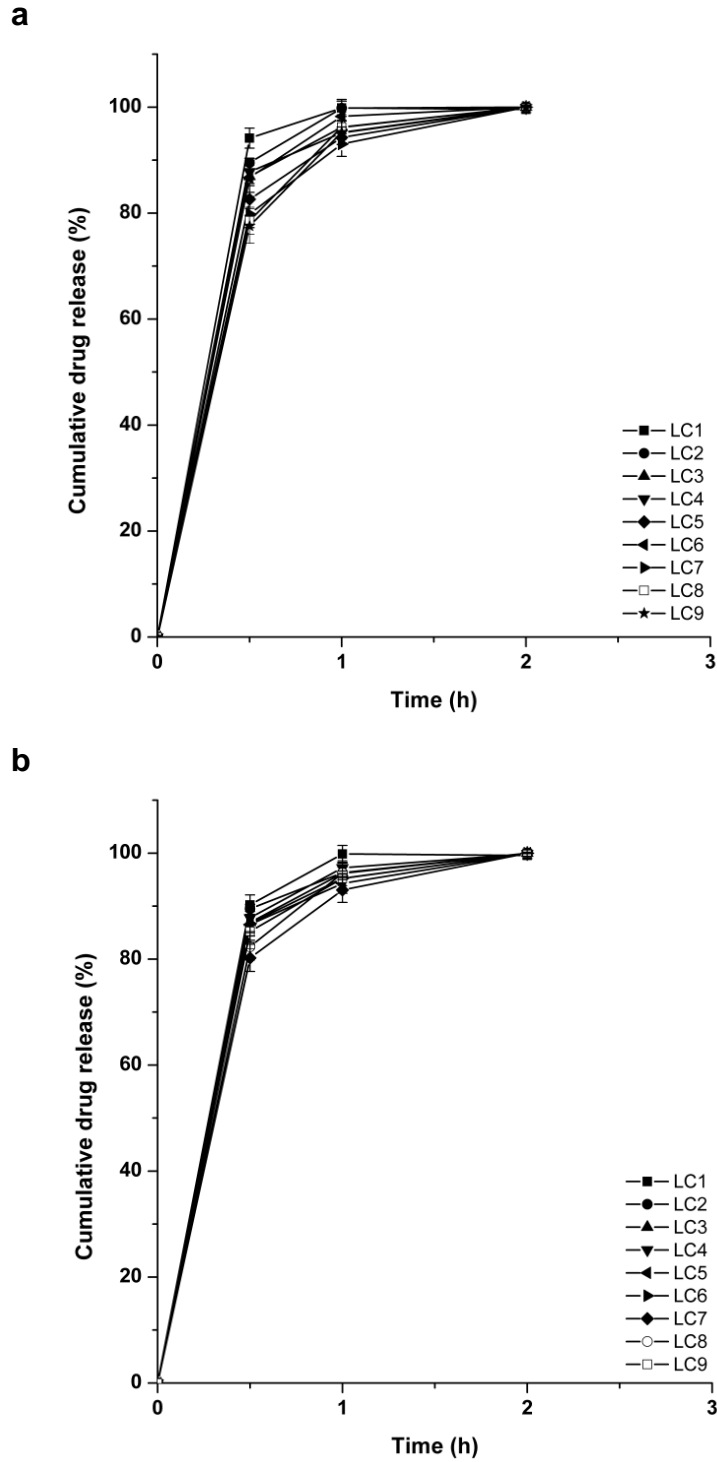 a
100
80
60
40
20
0
Cumulative drug release (%)
LC1
LC2
LC3
LC4
LC5
LC6
LC7
LC8
LC9
0 1 2 3
Time (h)
b
100
80
60
40
20
0
Cumulative drug release (%)
LC1
LC2
LC3
LC4
LC5
LC6
LC7
LC8
LC9
0 1 2 3
Time (h)